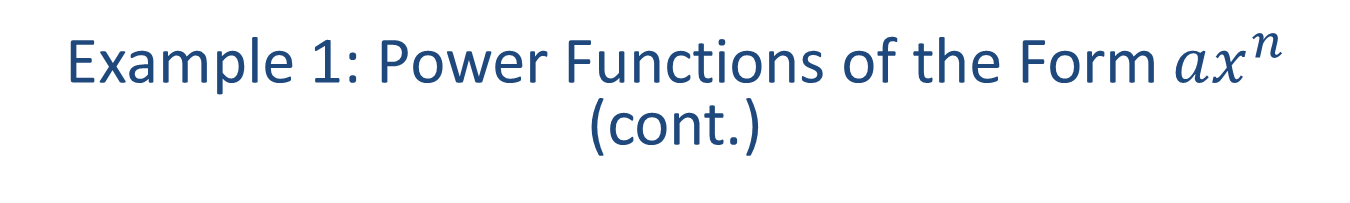 Example 1: Power Functions of the Form $ax^n$
(cont.)